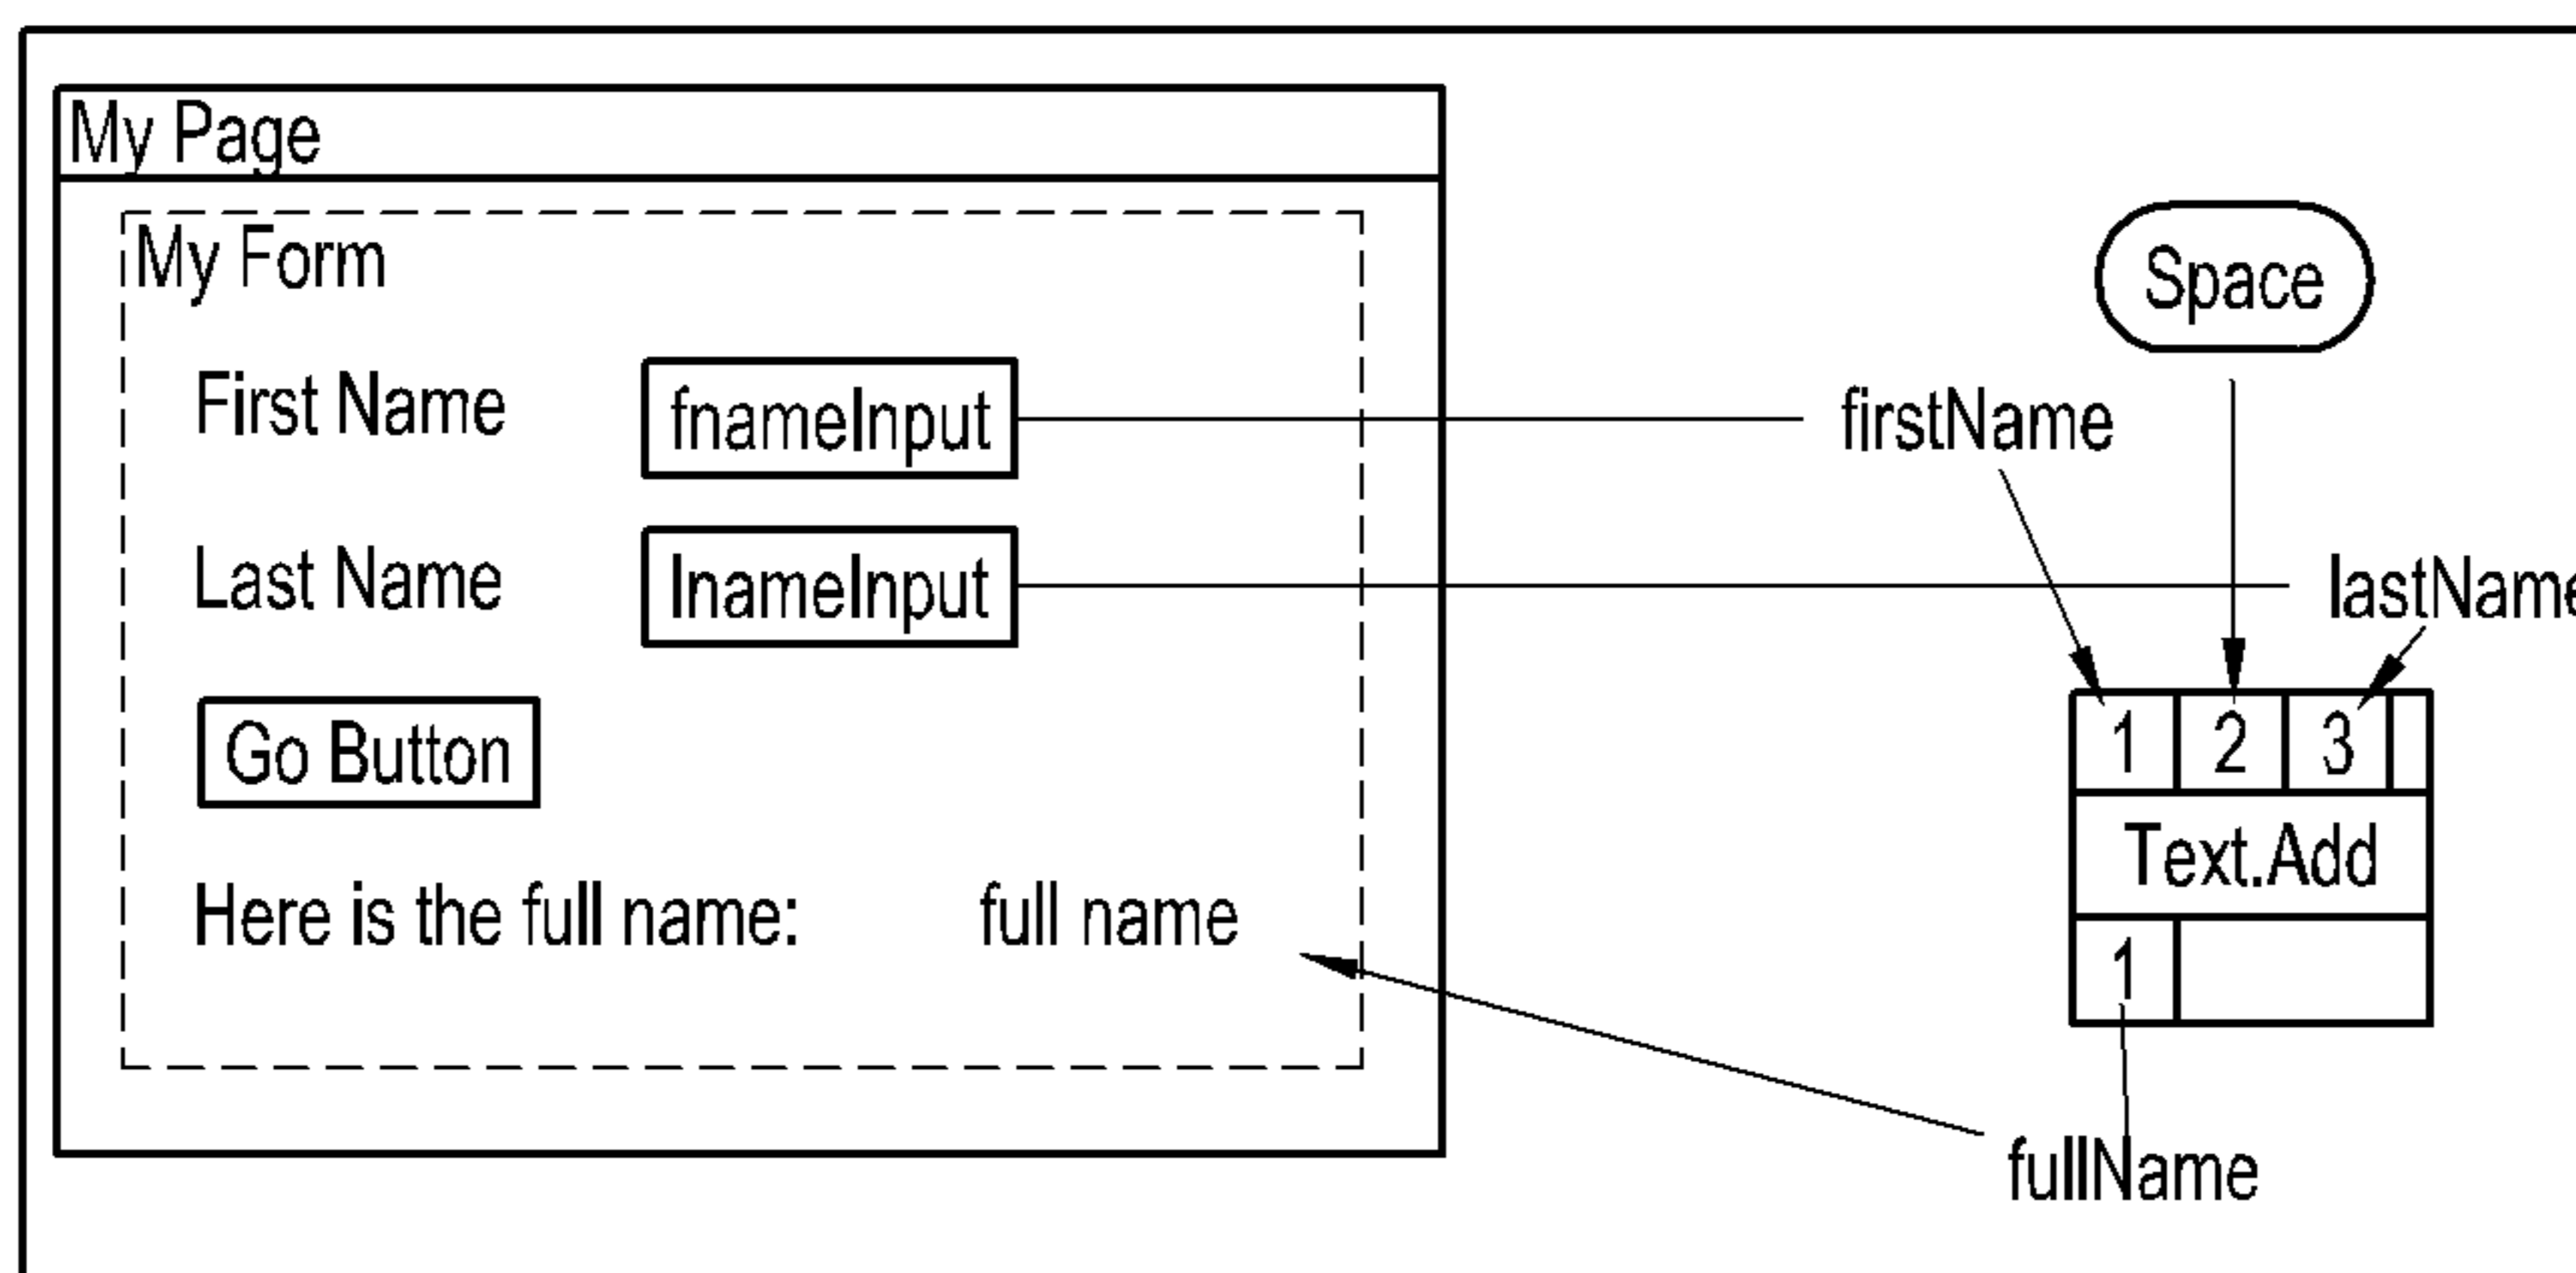 My Page
My Form
Space
First Name fnameInput firstName
Last Name lnameInput lastName
1 2 3
Go Button
Text.Add
Here is the full name: full name
1
fullName